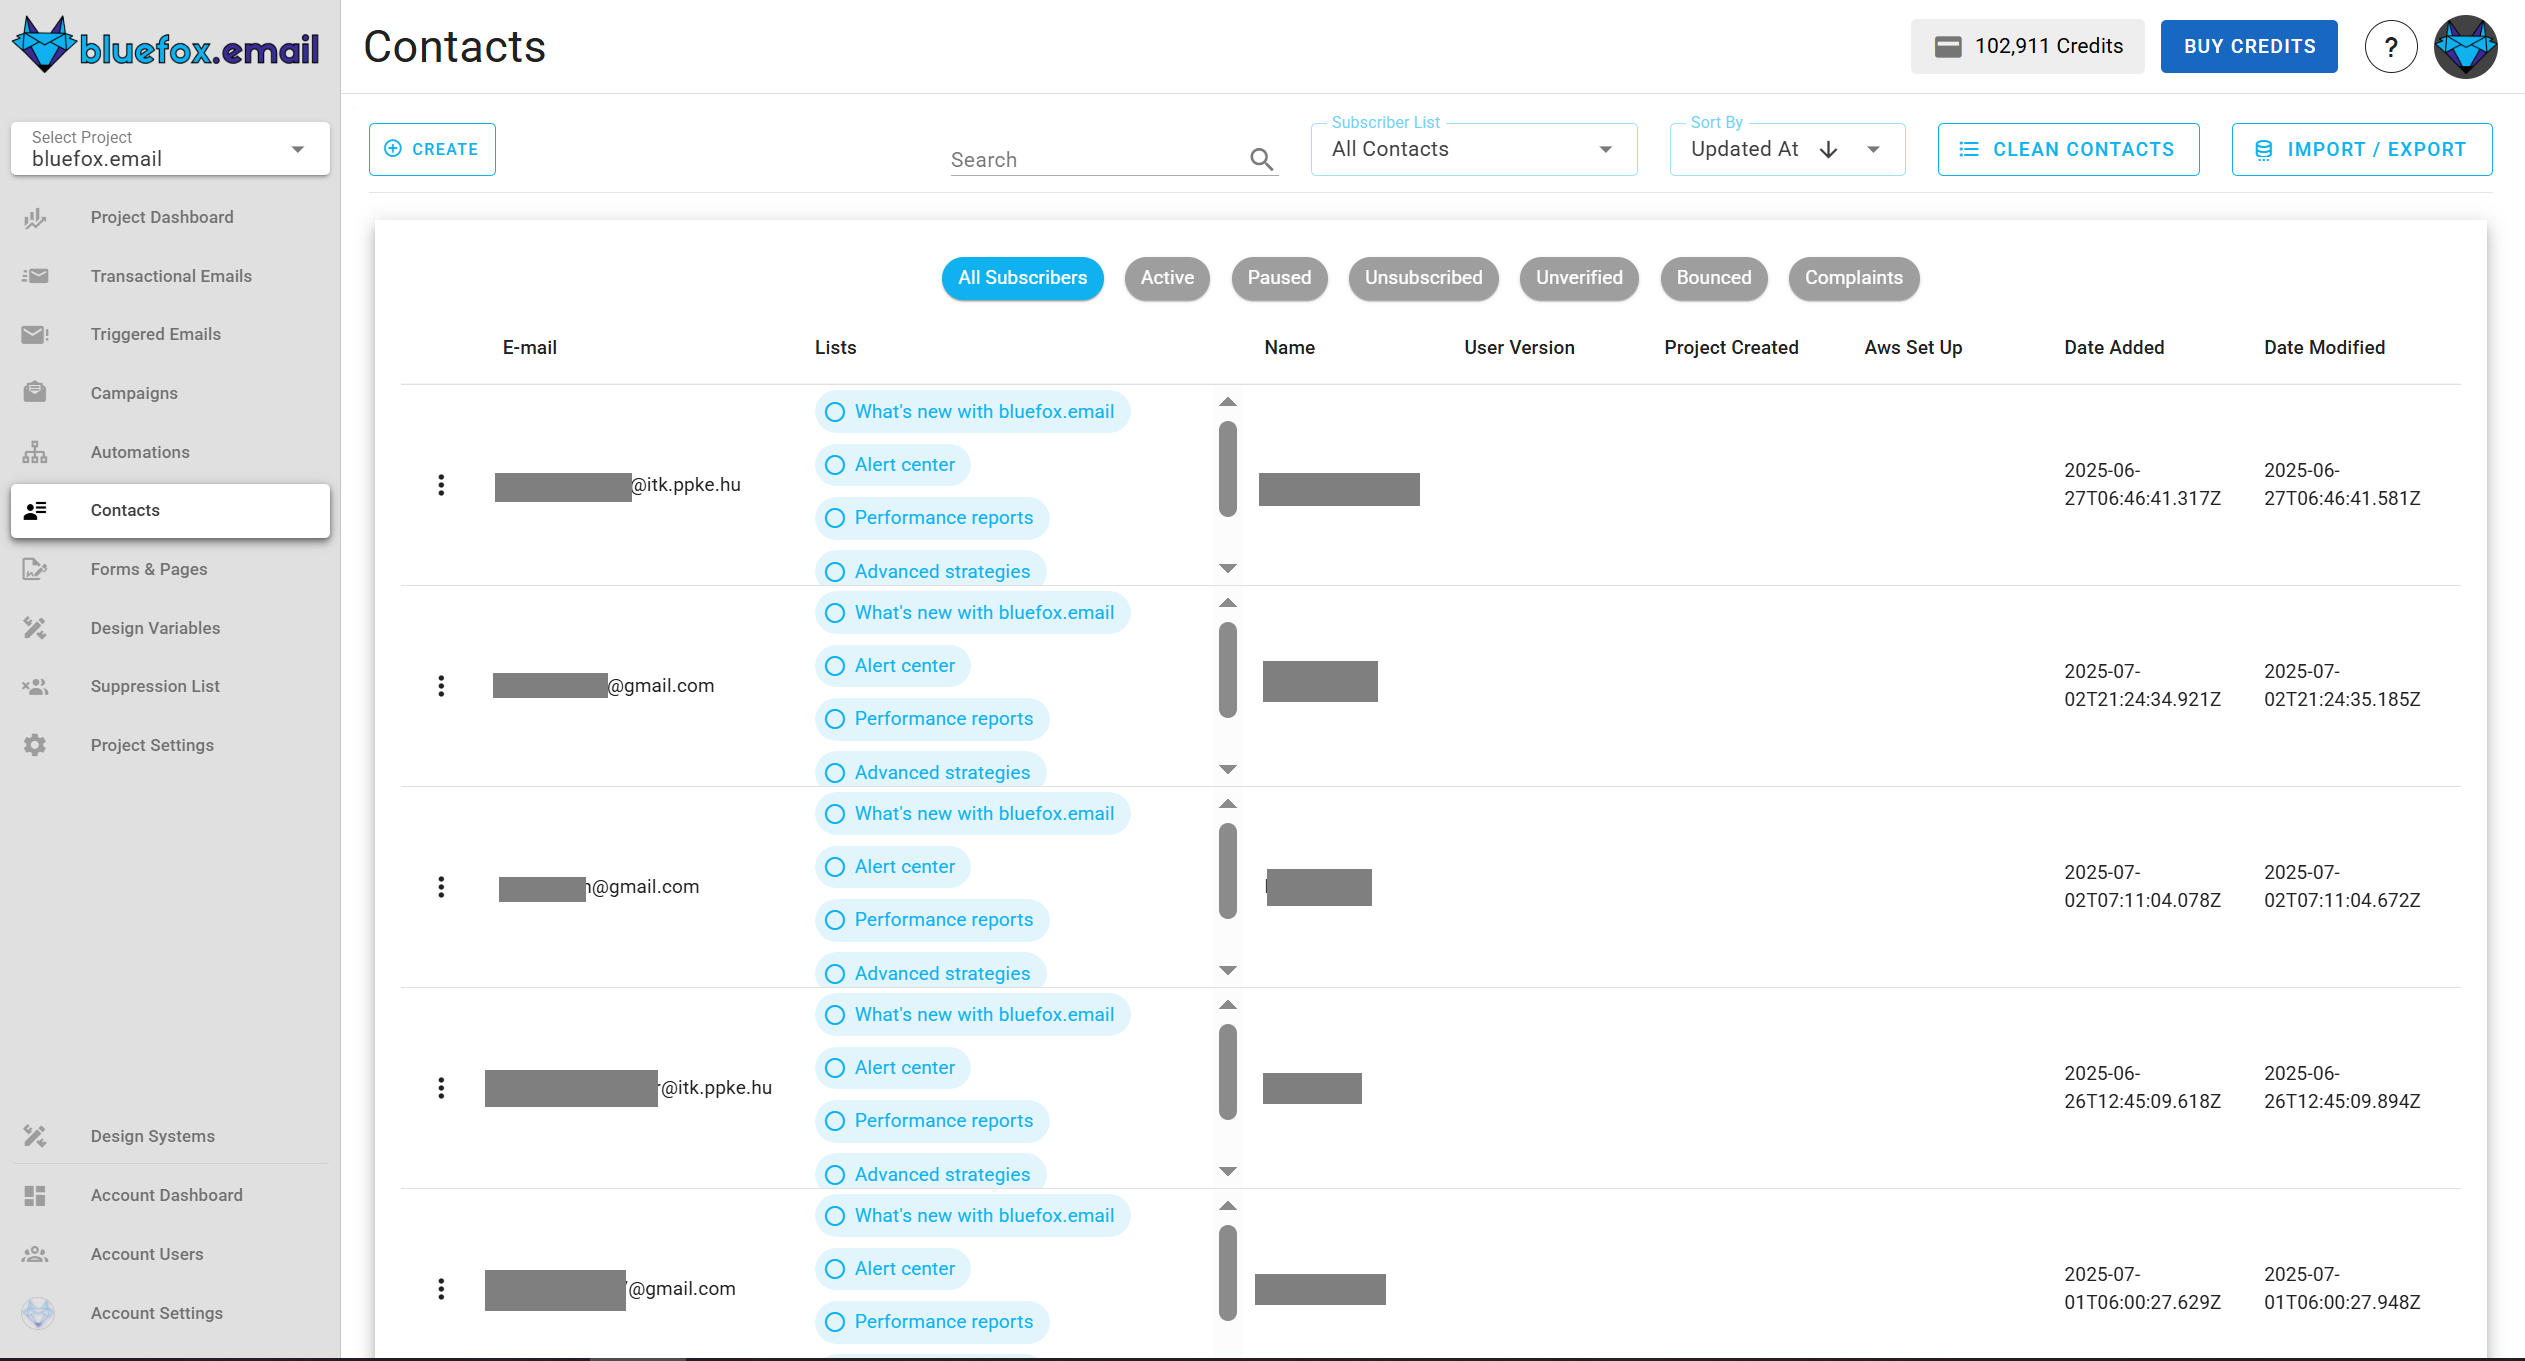 bluefox.email
Contacts
102,911 Credits
BUY CREDITS
?
Select Project
bluefox.email
Project Dashboard
Transactional Emails
Triggered Emails
Campaigns
Automations
Contacts
Forms & Pages
Design Variables
Suppression List
Project Settings
Design Systems
Account Dashboard
Account Users
Account Settings
CREATE
Search
Subscriber List
All Contacts
Sort By
Updated At
CLEAN CONTACTS
IMPORT / EXPORT
All Subscribers
Active
Paused
Unsubscribed
Unverified
Bounced
Complaints
E-mail
Lists
Name
User Version
Project Created
Aws Set Up
Date Added
Date Modified
@itk.ppke.hu
What's new with bluefox.email
Alert center
Performance reports
Advanced strategies
2025-06-
27T06:46:41.317Z
2025-06-
27T06:46:41.581Z
@gmail.com
What's new with bluefox.email
Alert center
Performance reports
Advanced strategies
2025-07-
02T21:24:34.921Z
2025-07-
02T21:24:35.185Z
@gmail.com
What's new with bluefox.email
Alert center
Performance reports
Advanced strategies
2025-07-
02T07:11:04.078Z
2025-07-
02T07:11:04.672Z
@itk.ppke.hu
What's new with bluefox.email
Alert center
Performance reports
Advanced strategies
2025-06-
26T12:45:09.618Z
2025-06-
26T12:45:09.894Z
@gmail.com
What's new with bluefox.email
Alert center
Performance reports
2025-07-
01T06:00:27.629Z
2025-07-
01T06:00:27.948Z